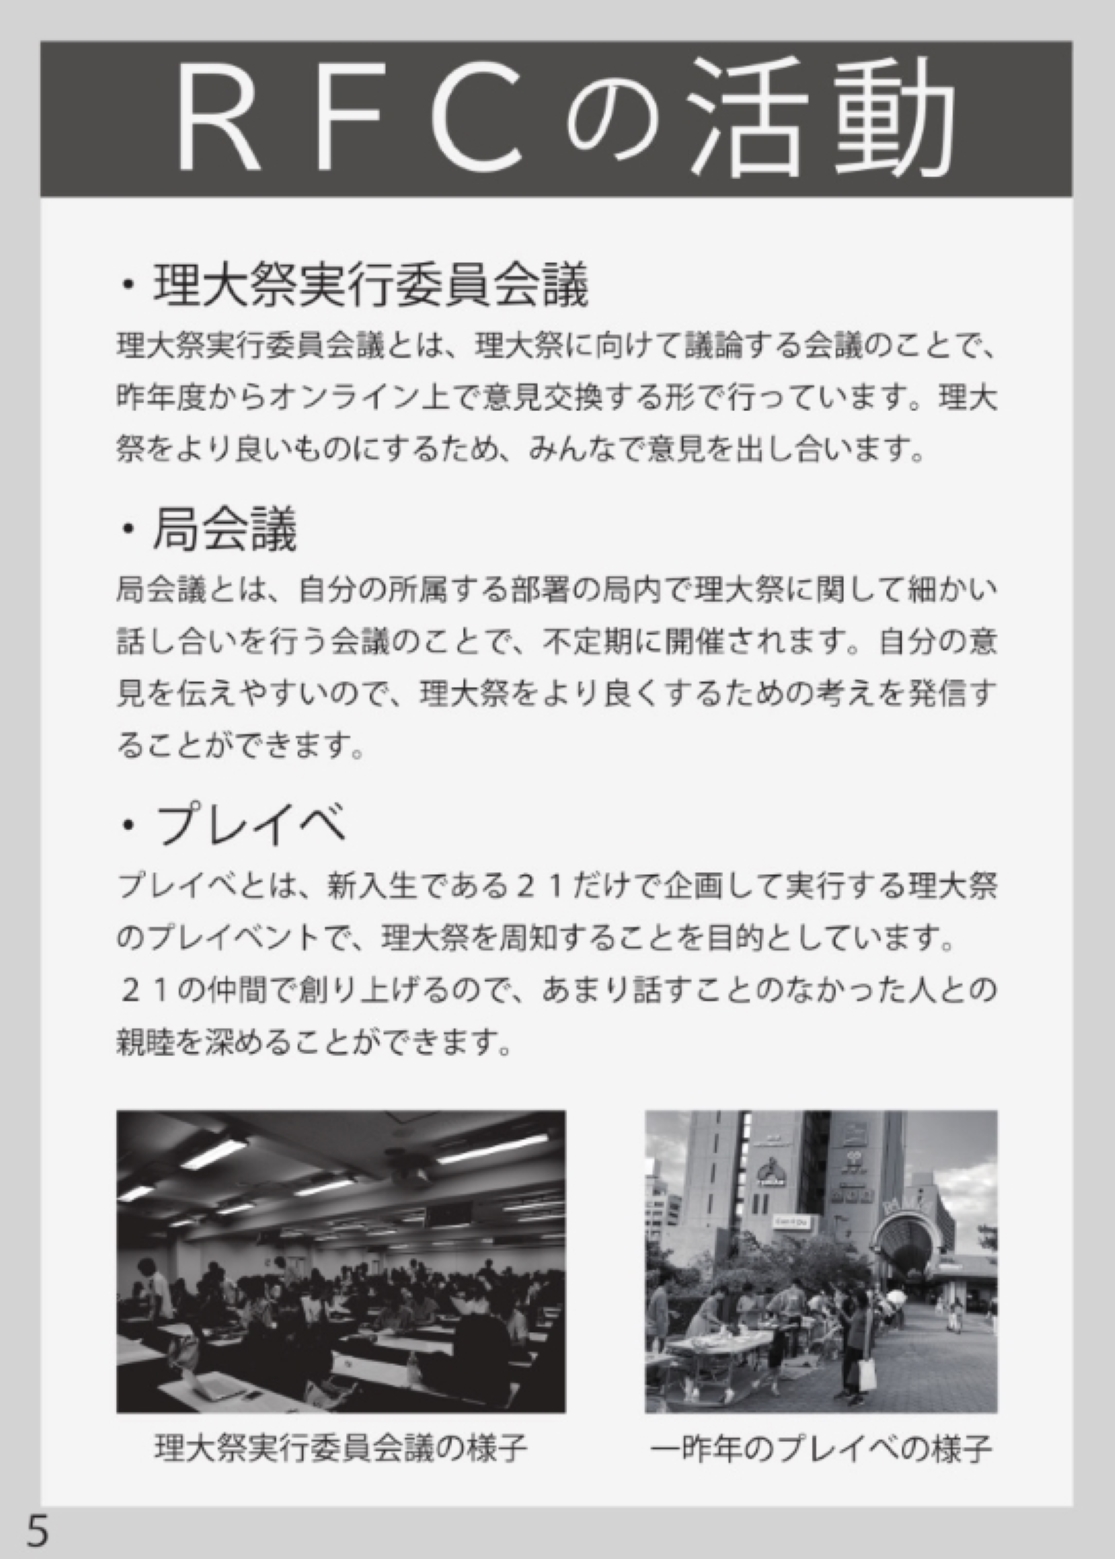 RFCの活動
・理大祭実行委員会議
理大祭実行委員会議とは、理大祭に向けて議論する会議のことで、
昨年度からオンライン上で意見交換する形で行っています。理大
祭をより良いものにするため、みんなで意見を出し合います。
・局会議
局会議とは、自分の所属する部署の局内で理大祭に関して細かい
話し合いを行う会議のことで、不定期に開催されます。自分の意
見を伝えやすいので、理大祭をより良くするための考えを発信す
ることができます。
・プレイベ
プレイベとは、新入生である21だけで企画して実行する理大祭
のプレイベントで、理大祭を周知することを目的としています。
21の仲間で創り上げるので、あまり話すことのなかった人との
親睦を深めることができます。
理大祭実行委員会議の様子
一昨年のプレイベの様子
5